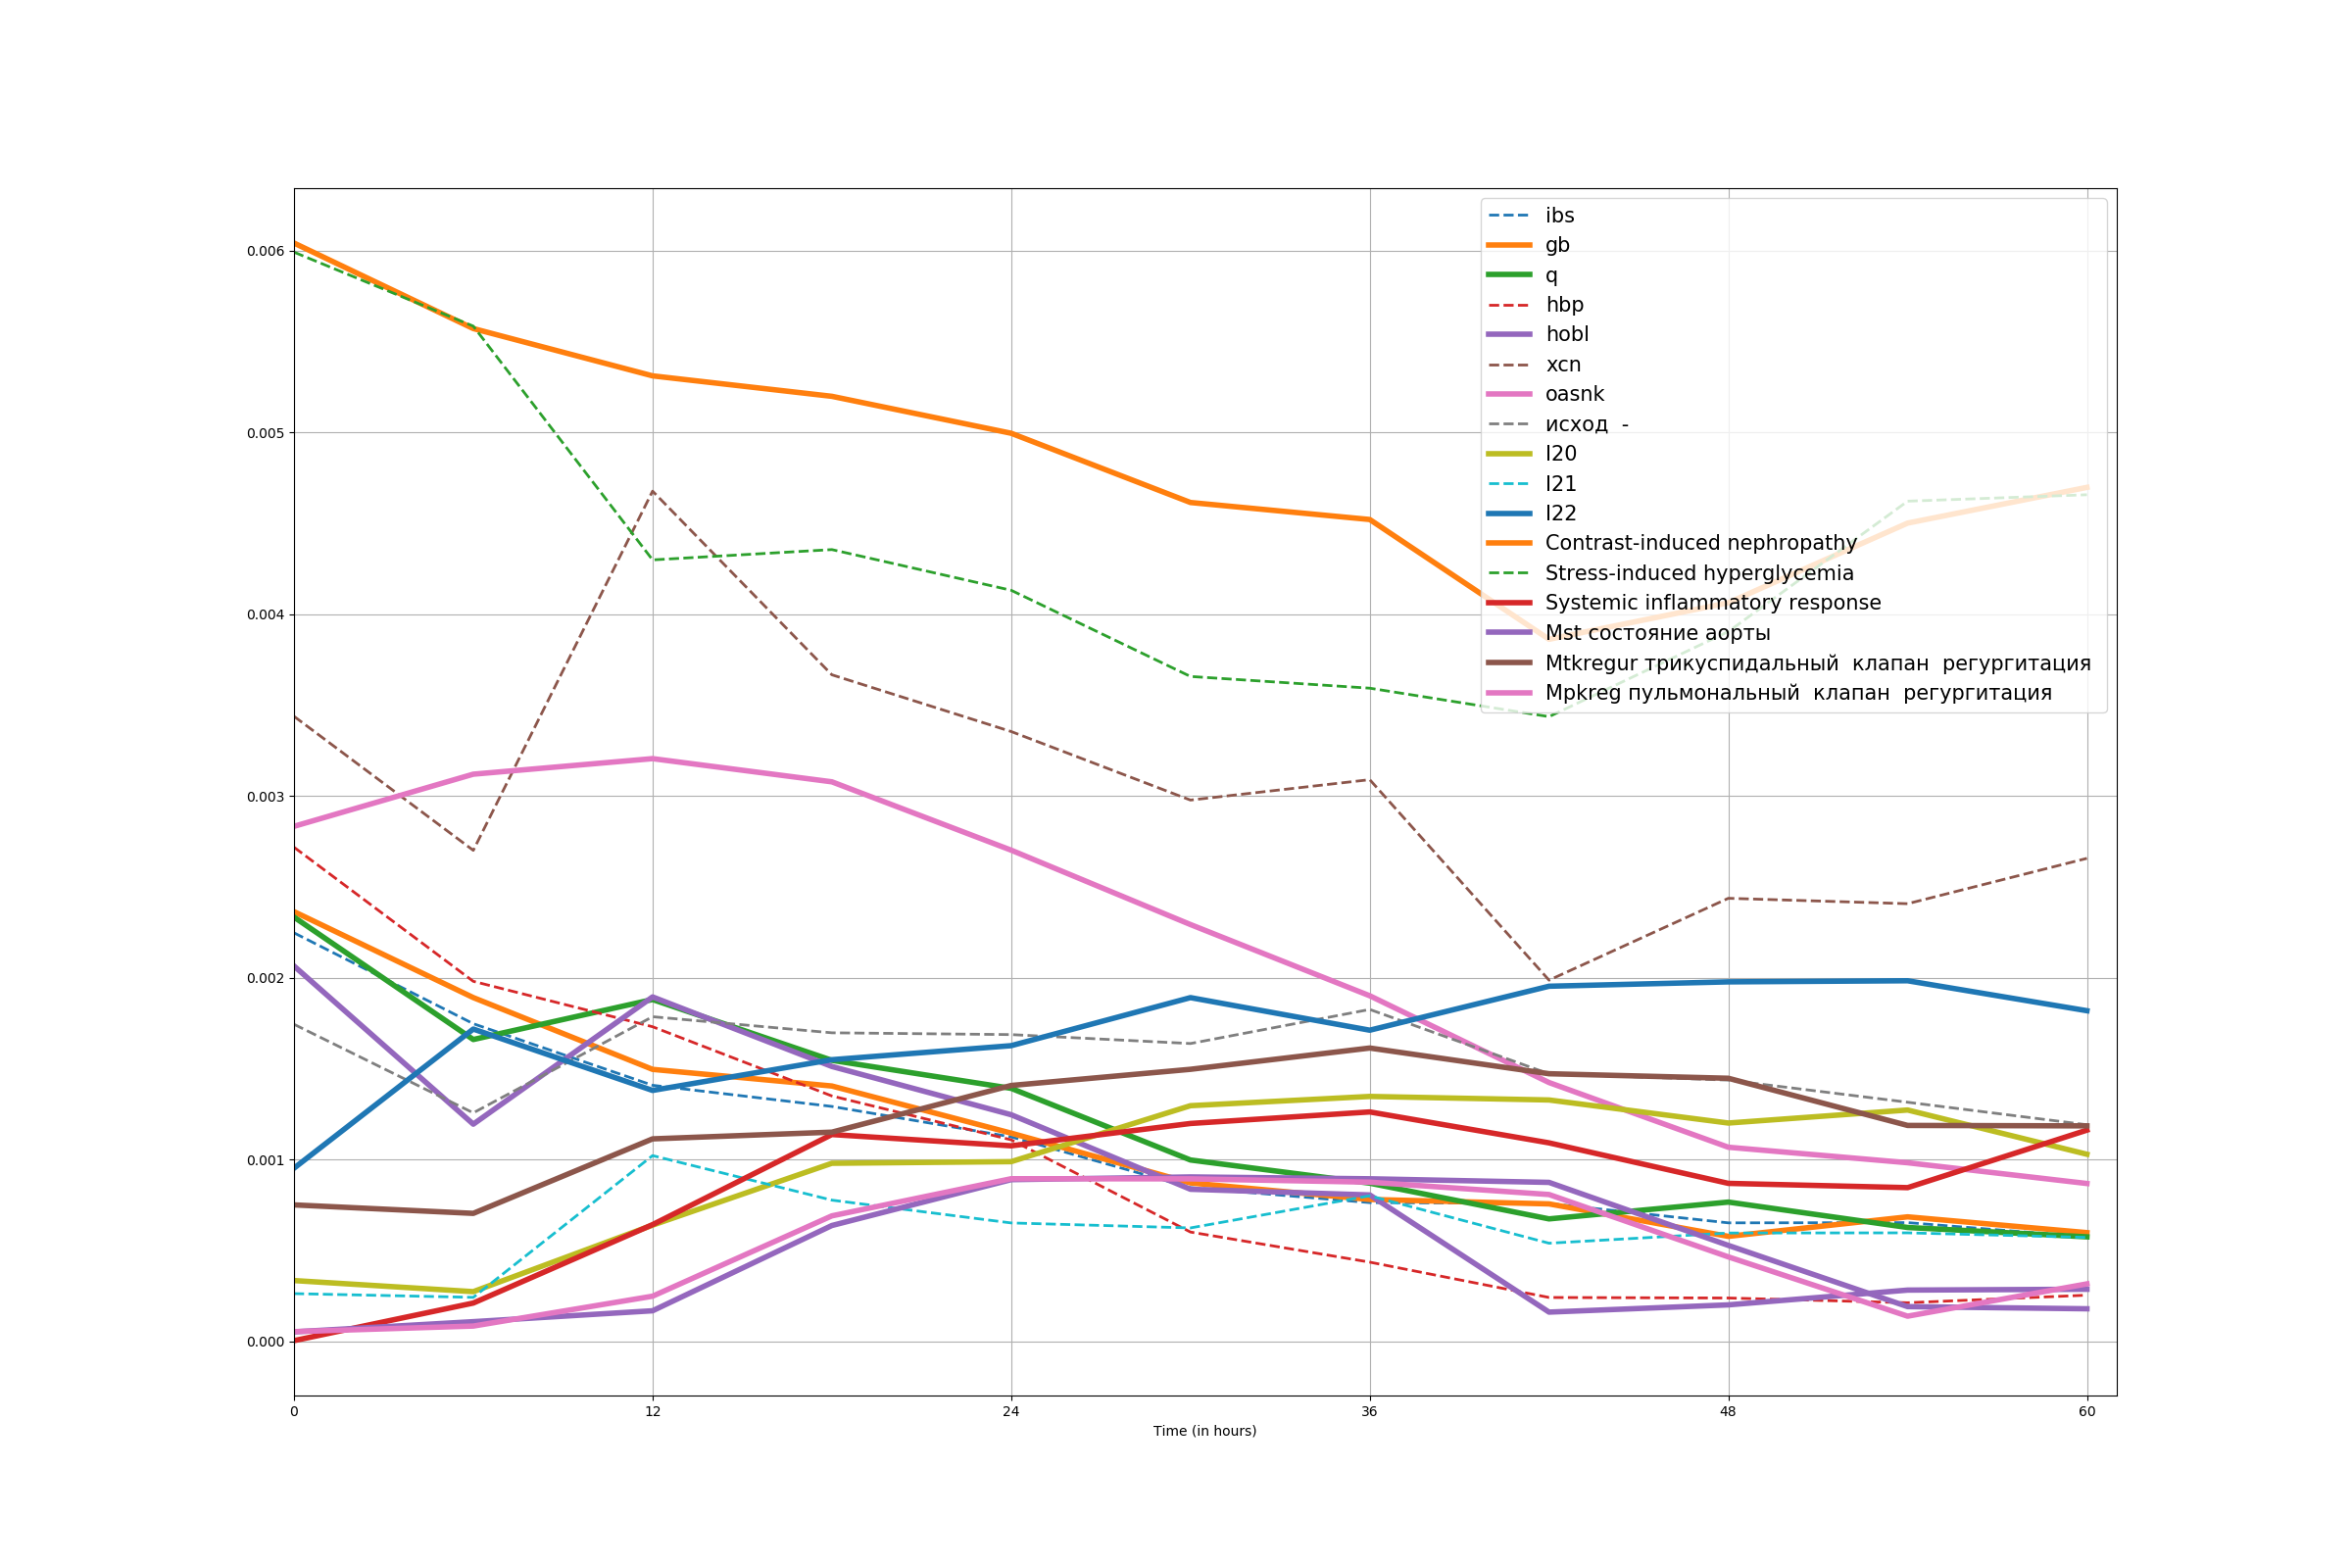 0.006
0.005
0.004
0.003
0.002
0.001
0.000
0 12 24 36 48 60
Time (in hours)
ibs
gb
q
hbp
hobl
xcn
oasnk
исход -
I20
I21
I22
Contrast-induced nephropathy
Stress-induced hyperglycemia
Systemic inflammatory response
Mst состояние аорты
Mtkregur трикуспидальный клапан регургитация
Mpkreg пульмональный клапан регургитация